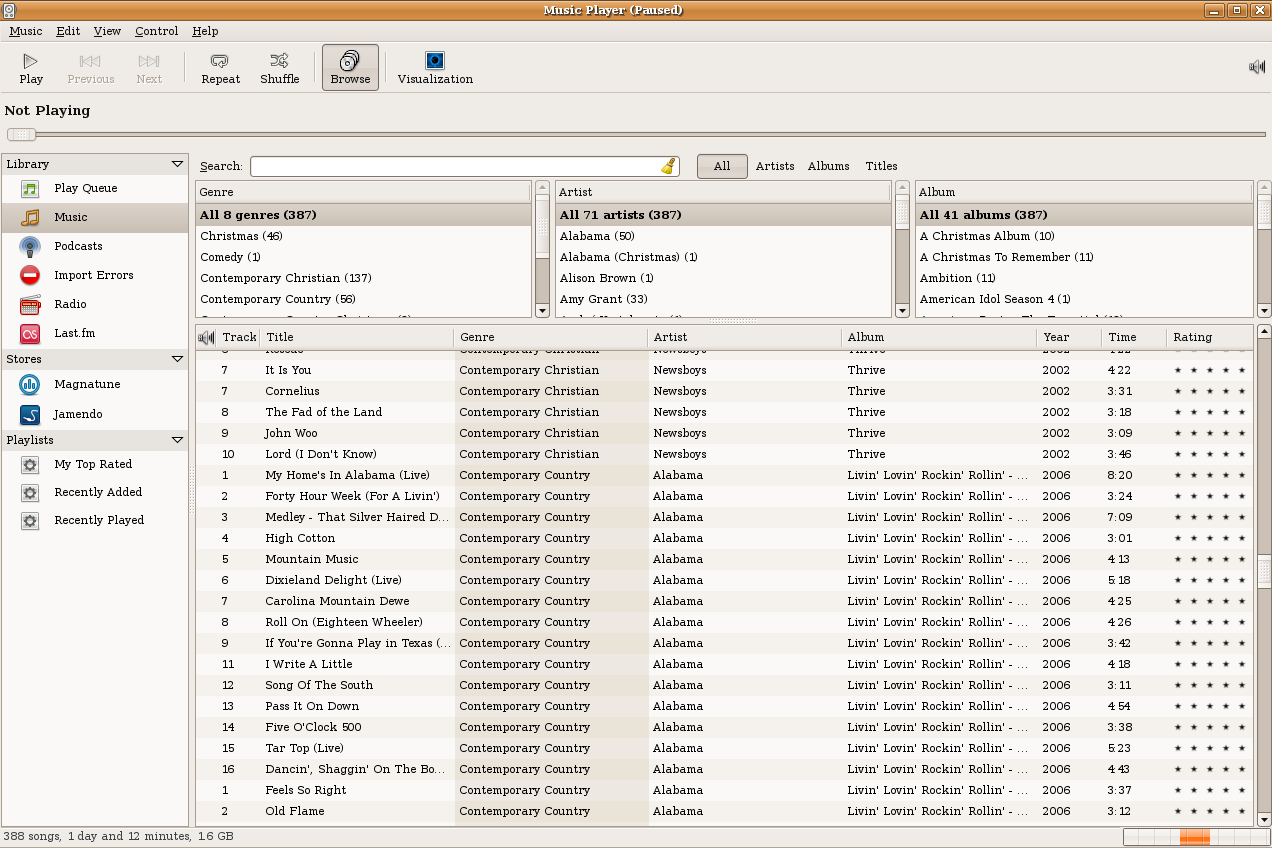 Music Player (Paused)
Music Edit View Control Help
Play Previous Next Repeat Shuffle Browse Visualization
Not Playing
Library
Play Queue
Music
Podcasts
Import Errors
Radio
Last.fm
Stores
Magnatune
Jamendo
Playlists
My Top Rated
Recently Added
Recently Played
Search: All Artists Albums Titles
Genre
All 8 genres (387)
Christmas (46)
Comedy (1)
Contemporary Christian (137)
Contemporary Country (56)
Artist
All 71 artists (387)
Alabama (50)
Alabama (Christmas) (1)
Alison Brown (1)
Amy Grant (33)
Album
All 41 albums (387)
A Christmas Album (10)
A Christmas To Remember (11)
Ambition (11)
American Idol Season 4 (1)
Track Title Genre Artist Album Year Time Rating
7 It Is You Contemporary Christian Newsboys Thrive 2002 4:22
7 Cornelius Contemporary Christian Newsboys Thrive 2002 3:31
8 The Fad of the Land Contemporary Christian Newsboys Thrive 2002 3:18
9 John Woo Contemporary Christian Newsboys Thrive 2002 3:09
10 Lord (I Don't Know) Contemporary Christian Newsboys Thrive 2002 3:46
1 My Home's In Alabama (Live) Contemporary Country Alabama Livin' Lovin' Rockin' Rollin' - ... 2006 8:20
2 Forty Hour Week (For A Livin') Contemporary Country Alabama Livin' Lovin' Rockin' Rollin' - ... 2006 3:24
3 Medley - That Silver Haired D... Contemporary Country Alabama Livin' Lovin' Rockin' Rollin' - ... 2006 7:09
4 High Cotton Contemporary Country Alabama Livin' Lovin' Rockin' Rollin' - ... 2006 3:01
5 Mountain Music Contemporary Country Alabama Livin' Lovin' Rockin' Rollin' - ... 2006 4:13
6 Dixieland Delight (Live) Contemporary Country Alabama Livin' Lovin' Rockin' Rollin' - ... 2006 5:18
7 Carolina Mountain Dewe Contemporary Country Alabama Livin' Lovin' Rockin' Rollin' - ... 2006 4:25
8 Roll On (Eighteen Wheeler) Contemporary Country Alabama Livin' Lovin' Rockin' Rollin' - ... 2006 4:26
9 If You're Gonna Play in Texas (... Contemporary Country Alabama Livin' Lovin' Rockin' Rollin' - ... 2006 3:42
11 I Write A Little Contemporary Country Alabama Livin' Lovin' Rockin' Rollin' - ... 2006 4:18
12 Song Of The South Contemporary Country Alabama Livin' Lovin' Rockin' Rollin' - ... 2006 3:11
13 Pass It On Down Contemporary Country Alabama Livin' Lovin' Rockin' Rollin' - ... 2006 4:54
14 Five O'Clock 500 Contemporary Country Alabama Livin' Lovin' Rockin' Rollin' - ... 2006 3:38
15 Tar Top (Live) Contemporary Country Alabama Livin' Lovin' Rockin' Rollin' - ... 2006 5:23
16 Dancin', Shaggin' On The Bo... Contemporary Country Alabama Livin' Lovin' Rockin' Rollin' - ... 2006 4:43
1 Feels So Right Contemporary Country Alabama Livin' Lovin' Rockin' Rollin' - ... 2006 3:37
2 Old Flame Contemporary Country Alabama Livin' Lovin' Rockin' Rollin' - ... 2006 3:12
388 songs, 1 day and 12 minutes, 1.6 GB